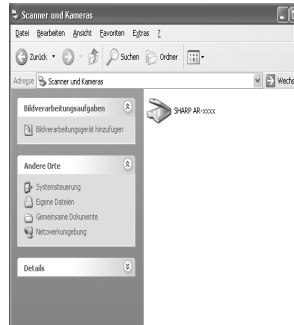 Scanner und Kameras
Datei Bearbeiten Ansicht Favoriten Extras ?
Zurück Suchen Ordner
Adresse Scanner und Kameras Wechs
Bildverarbeitungsaufgaben
Bildverarbeitungsgerät hinzufügen
SHARP AR-xxxx
Andere Orte
Systemsteuerung
Eigene Dateien
Gemeinsame Dokumente
Netzwerkumgebung
Details